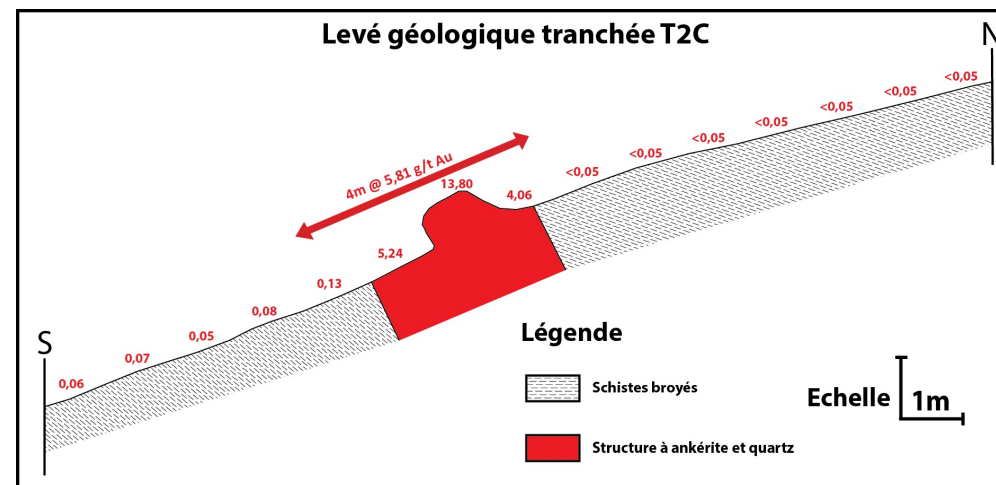 Levé géologique tranchée T2C
N
<0,05
<0,05
<0,05
<0,05
<0,05
<0,05
<0,05
4m @ 5,81 g/t Au
13,80
4,06
5,24
0,13
0,08
0,05
0,07
0,06
S
Légende
Schistes broyés
Structure à ankérite et quartz
Echelle
1m